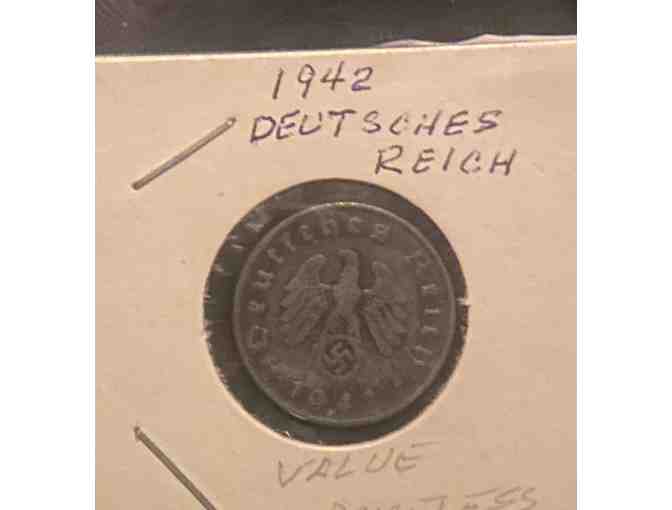 1942
DEUTSCHES
REICH
Deutsches Reich
VALUE